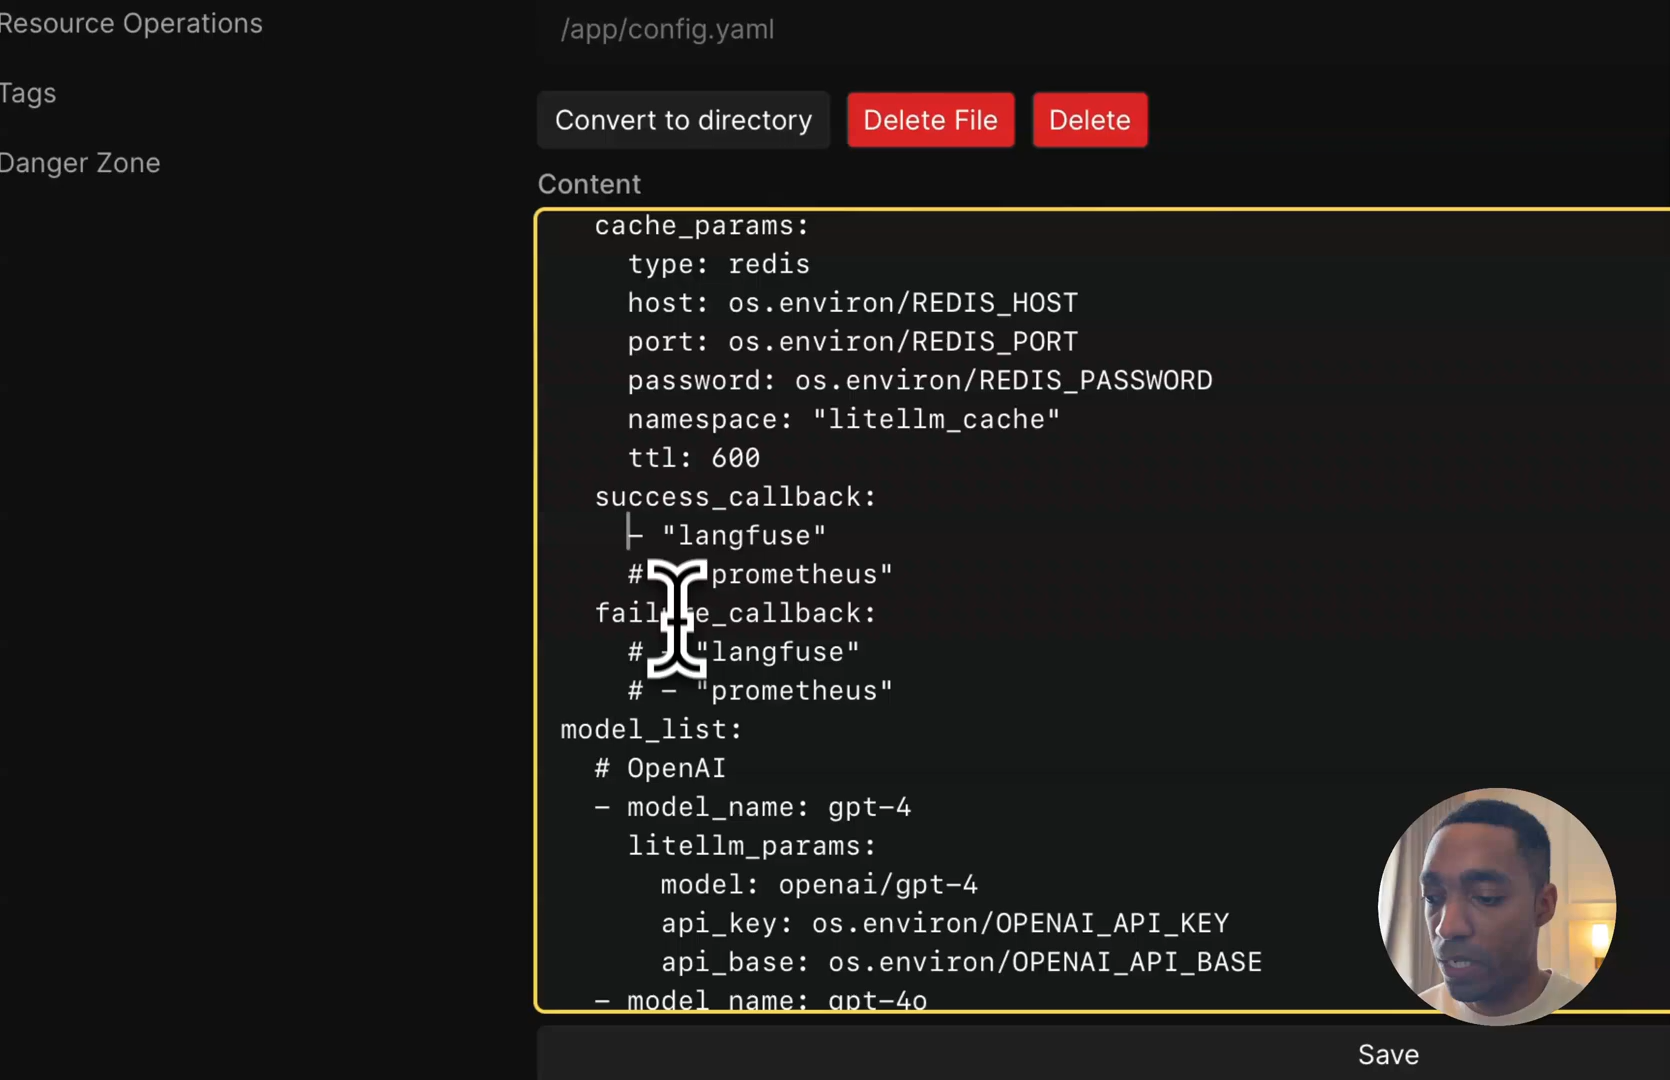 Resource Operations
Tags
Danger Zone
/app/config.yaml
Convert to directory
Delete File
Delete
Content
cache_params:
type: redis
host: os.environ/REDIS_HOST
port: os.environ/REDIS_PORT
password: os.environ/REDIS_PASSWORD
namespace: "litellm_cache"
ttl: 600
success_callback:
- "langfuse"
# prometheus"
_callback:
# "langfuse"
# - "prometheus"
model_list:
# OpenAI
- model_name: gpt-4
litellm_params:
model: openai/gpt-4
api_key: os.environ/OPENAI_API_KEY
api_base: os.environ/OPENAI_API_BASE
- model_name: gpt-4o
Save